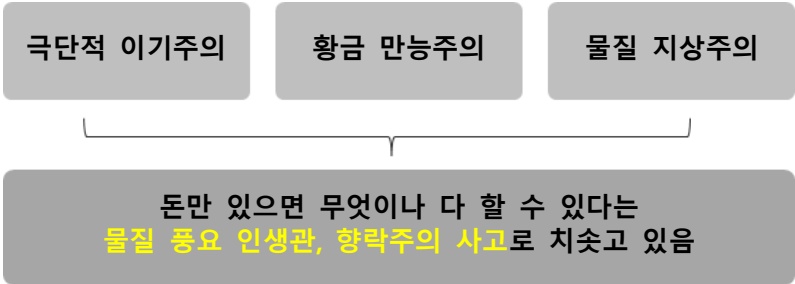 극단적 이기주의
황금 만능주의
물질 지상주의
돈만 있으면 무엇이나 다 할 수 있다는
물질 풍요 인생관, 향락주의 사고로 치솟고 있음